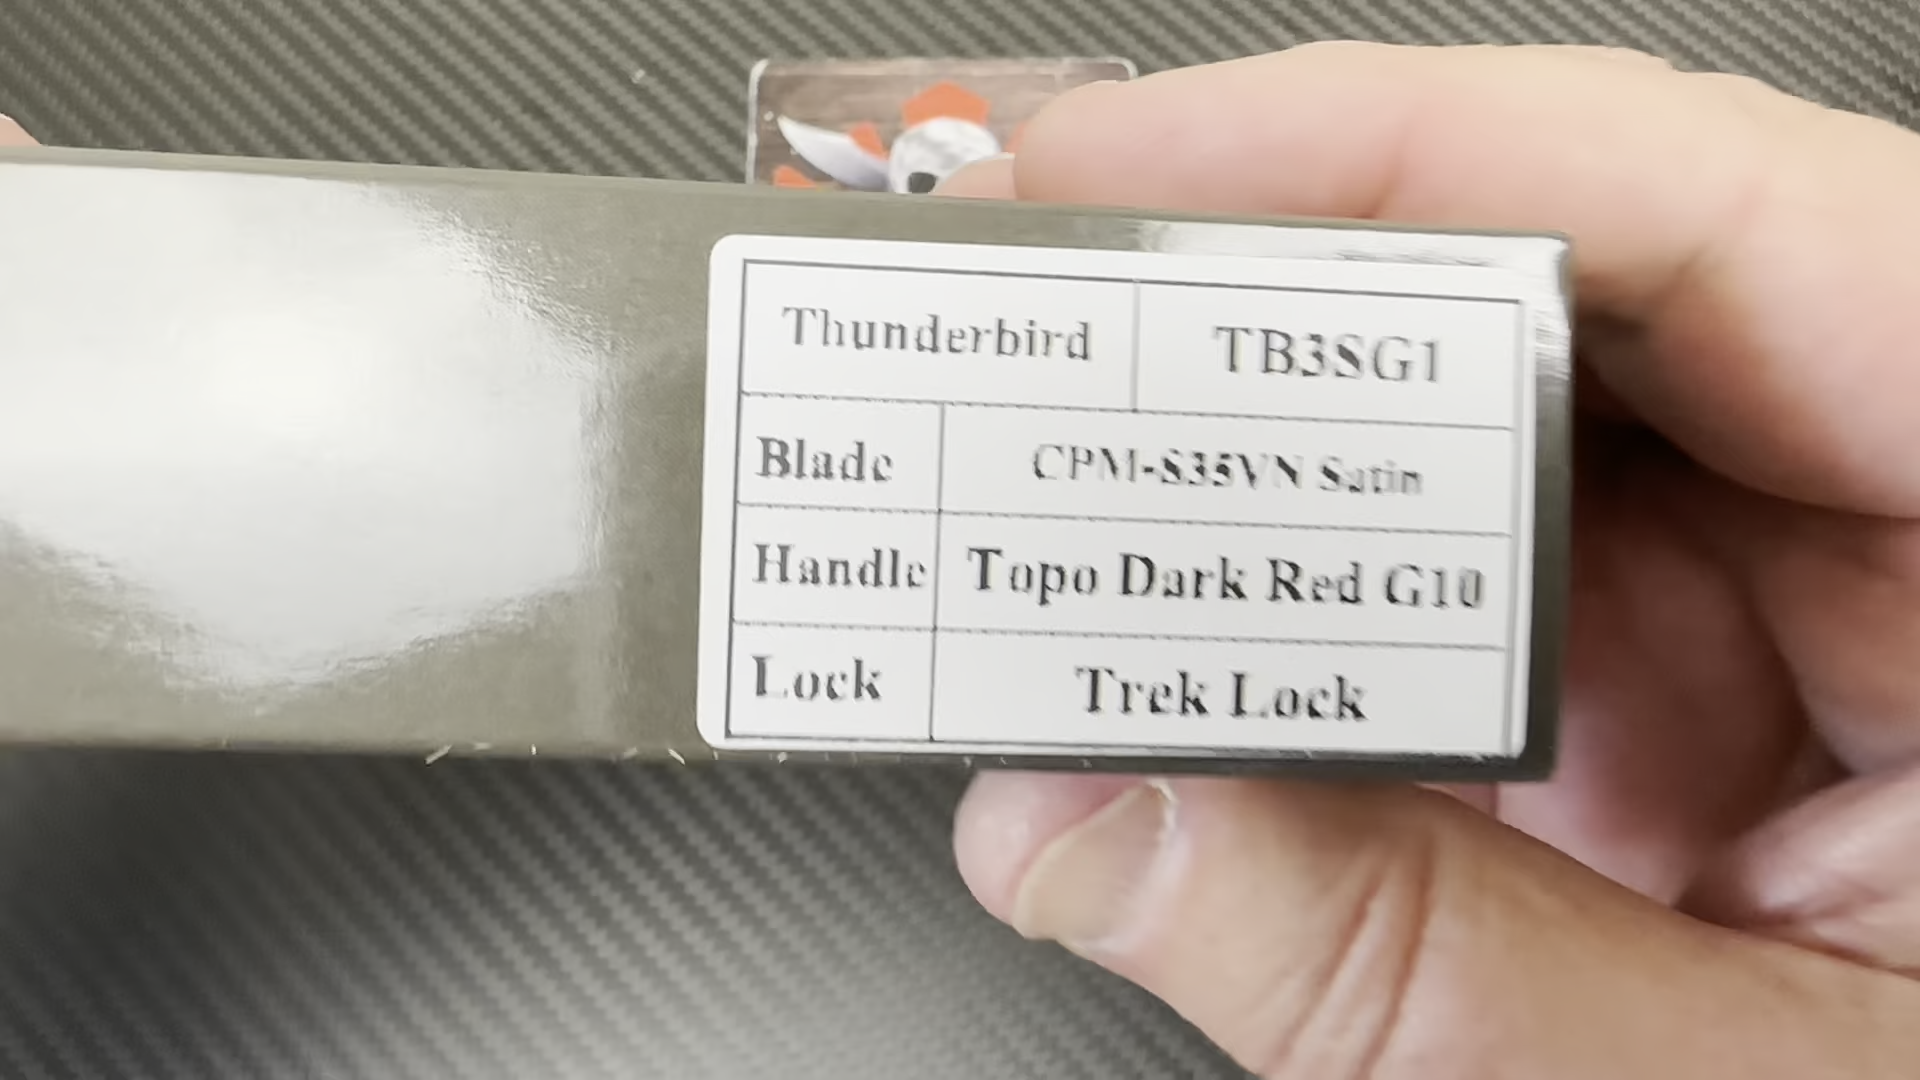 Thunderbird TB3SG1
Blade CPM-S35VN Satin
Handle Topo Dark Red G10
Lock Trek Lock